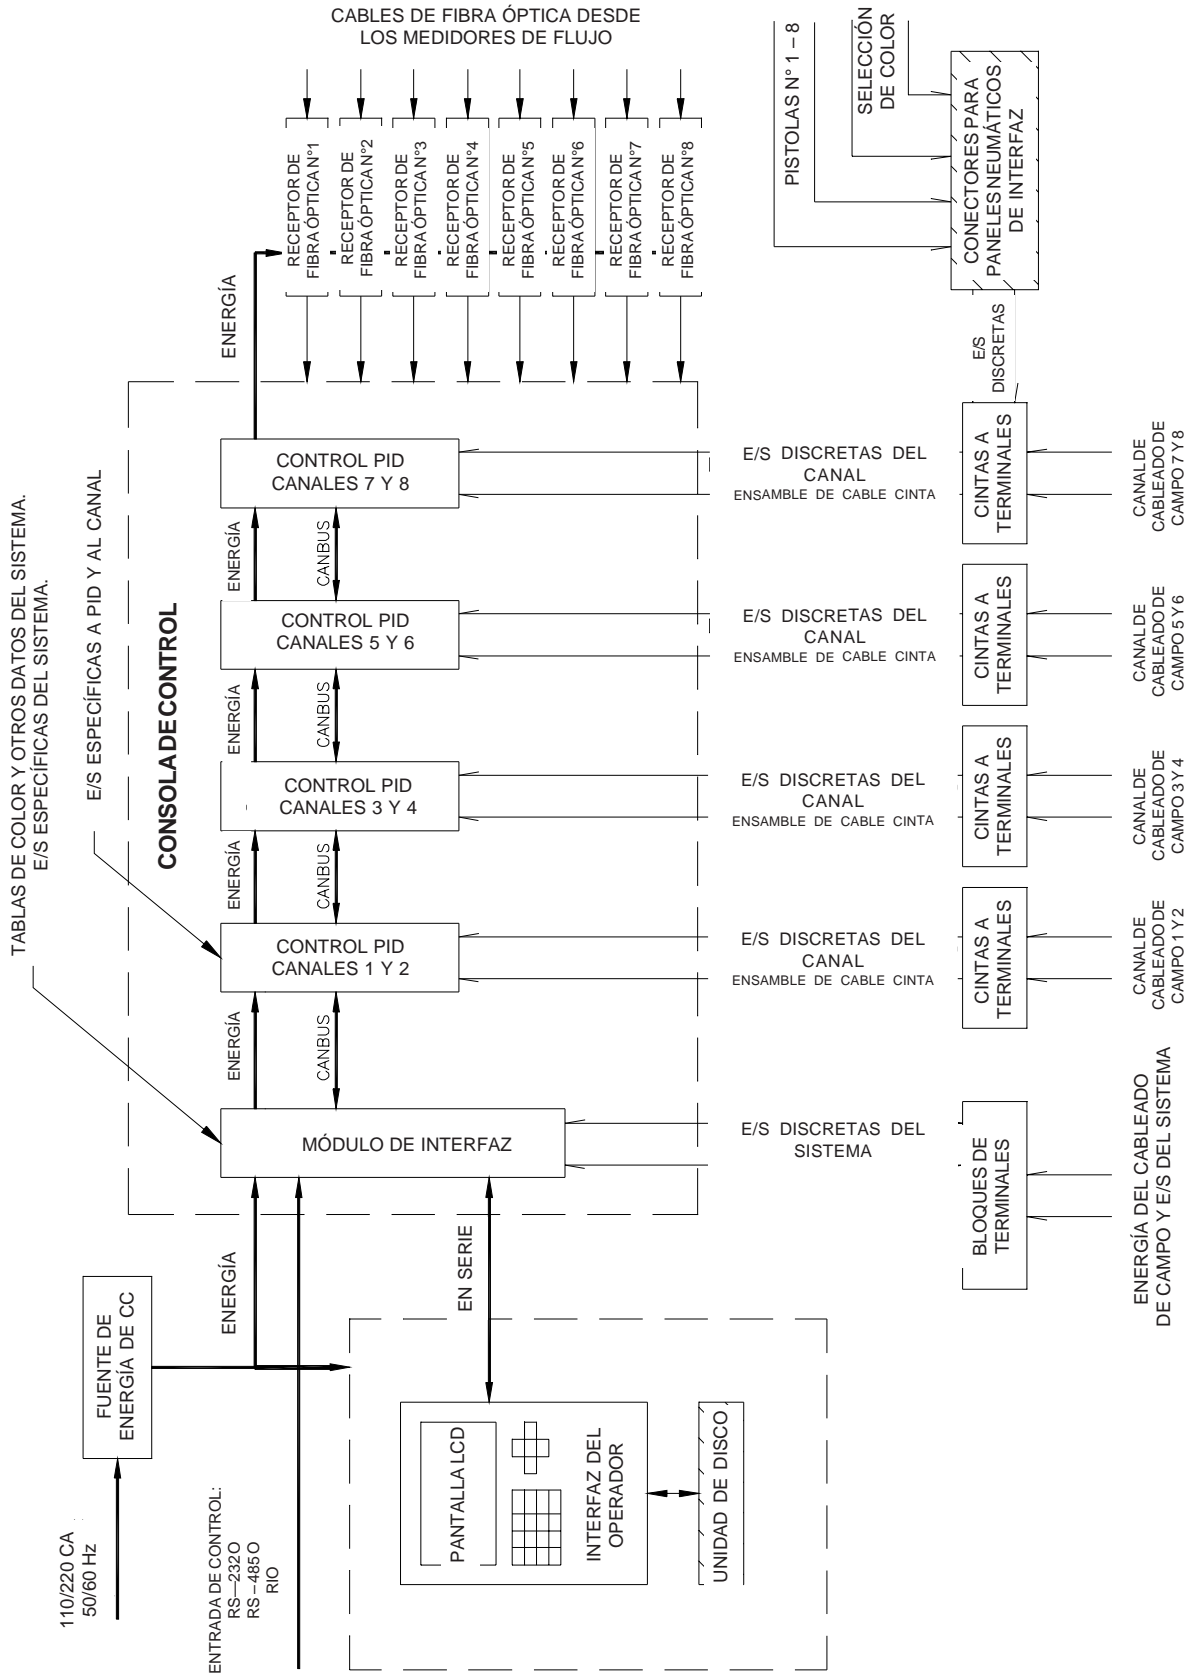 CABLES DE FIBRA ÓPTICA DESDE
LOS MEDIDORES DE FLUJO
RECEPTOR DE
FIBRA ÓPTICA N°1
RECEPTOR DE
FIBRA ÓPTICA N°2
RECEPTOR DE
FIBRA ÓPTICA N°3
RECEPTOR DE
FIBRA ÓPTICA N°4
RECEPTOR DE
FIBRA ÓPTICA N°5
RECEPTOR DE
FIBRA ÓPTICA N°6
RECEPTOR DE
FIBRA ÓPTICA N°7
RECEPTOR DE
FIBRA ÓPTICA N°8
PISTOLAS N° 1 – 8
SELECCIÓN
DE COLOR
CONECTORES PARA
PANELES NEUMÁTICOS
DE INTERFAZ
E/S
DISCRETAS
ENERGÍA
TABLAS DE COLOR Y OTROS DATOS DEL SISTEMA.
E/S ESPECÍFICAS DEL SISTEMA.
E/S ESPECÍFICAS A PID Y AL CANAL
CONSOLA DE CONTROL
CONTROL PID
CANALES 7 Y 8
E/S DISCRETAS DEL
CANAL
ENSAMBLE DE CABLE CINTA
CINTAS A
TERMINALES
CANAL DE
CABLEADO DE
CAMPO 7 Y 8
ENERGÍA
CANBUS
CONTROL PID
CANALES 5 Y 6
E/S DISCRETAS DEL
CANAL
ENSAMBLE DE CABLE CINTA
CINTAS A
TERMINALES
CANAL DE
CABLEADO DE
CAMPO 5 Y 6
ENERGÍA
CANBUS
CONTROL PID
CANALES 3 Y 4
E/S DISCRETAS DEL
CANAL
ENSAMBLE DE CABLE CINTA
CINTAS A
TERMINALES
CANAL DE
CABLEADO DE
CAMPO 3 Y 4
ENERGÍA
CANBUS
CONTROL PID
CANALES 1 Y 2
E/S DISCRETAS DEL
CANAL
ENSAMBLE DE CABLE CINTA
CINTAS A
TERMINALES
CANAL DE
CABLEADO DE
CAMPO 1 Y 2
ENERGÍA
CANBUS
MÓDULO DE INTERFAZ
E/S DISCRETAS DEL
SISTEMA
BLOQUES DE
TERMINALES
ENERGÍA DEL CABLEADO
DE CAMPO Y E/S DEL SISTEMA
ENERGÍA
EN SERIE
FUENTE DE
ENERGÍA DE CC
110/220 CA
50/60 Hz
ENTRADA DE CONTROL:
RS—232 O
RS –485 O
RIO
PANTALLA LCD
INTERFAZ DEL
OPERADOR
UNIDAD DE DISCO